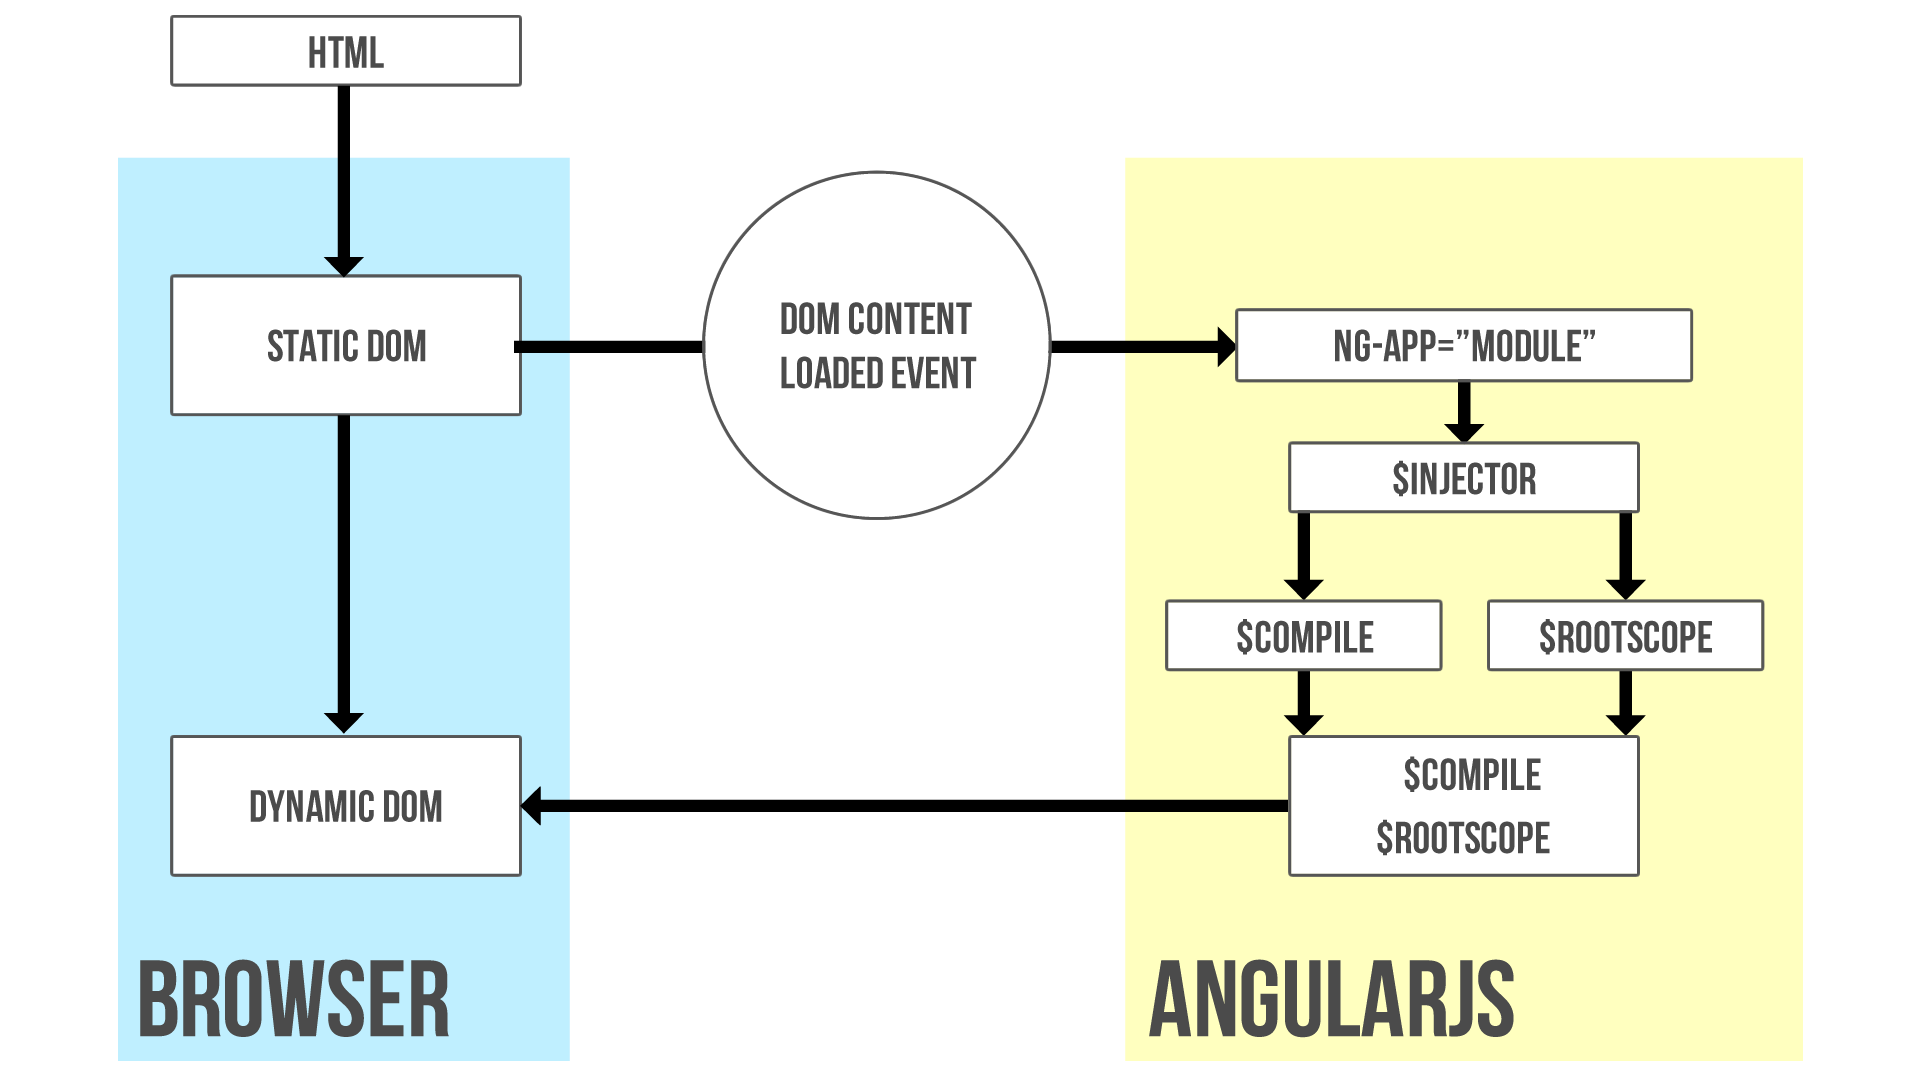 HTML
STATIC DOM
DOM CONTENT
LOADED EVENT
NG-APP=”MODULE”
$INJECTOR
$COMPILE
$ROOTSCOPE
$COMPILE
$ROOTSCOPE
DYNAMIC DOM
BROWSER
ANGULARJS